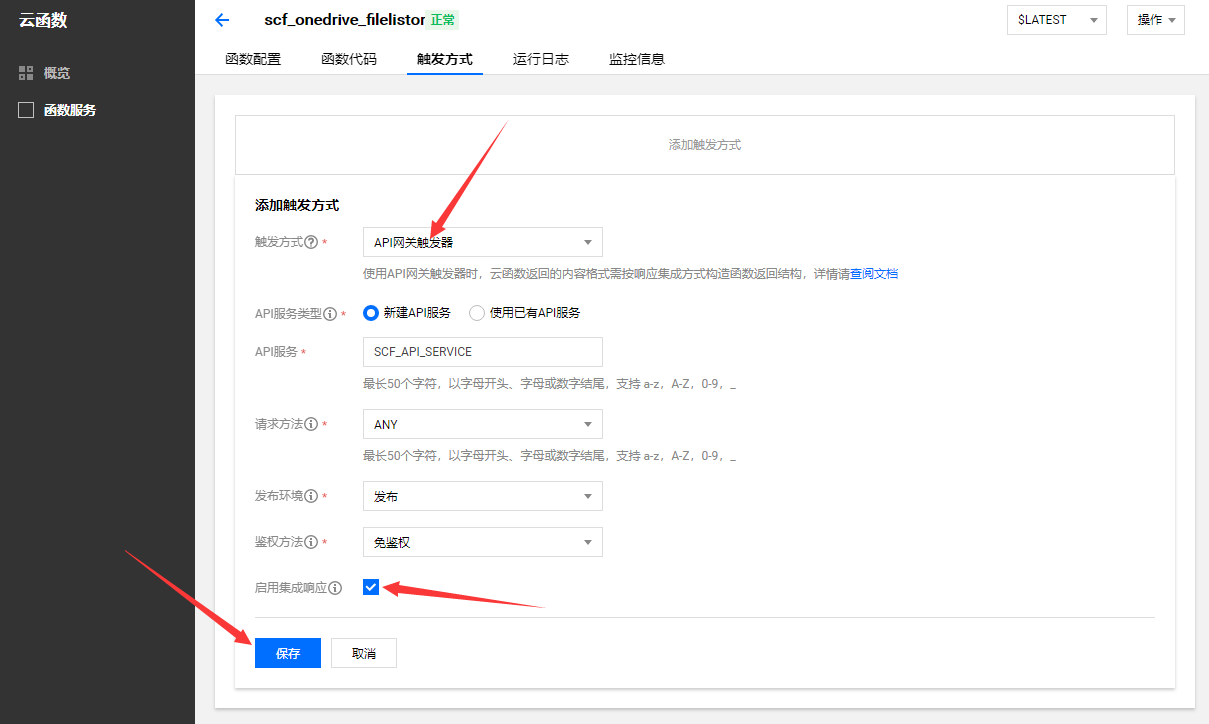 云函数
概览
函数服务
scf_onedrive_filelistor 正常
$LATEST
操作
函数配置 函数代码 触发方式 运行日志 监控信息
添加触发方式
添加触发方式
触发方式 * API网关触发器
使用API网关触发器时，云函数返回的内容格式需按响应集成方式构造函数返回结构，详情请查阅文档
API服务类型 * 新建API服务 使用已有API服务
API服务 * SCF_API_SERVICE
最长50个字符，以字母开头、字母或数字结尾，支持 a-z，A-Z，0-9，_
请求方法 * ANY
最长50个字符，以字母开头、字母或数字结尾，支持 a-z，A-Z，0-9，_
发布环境 * 发布
鉴权方法 * 免鉴权
启用集成响应
保存 取消